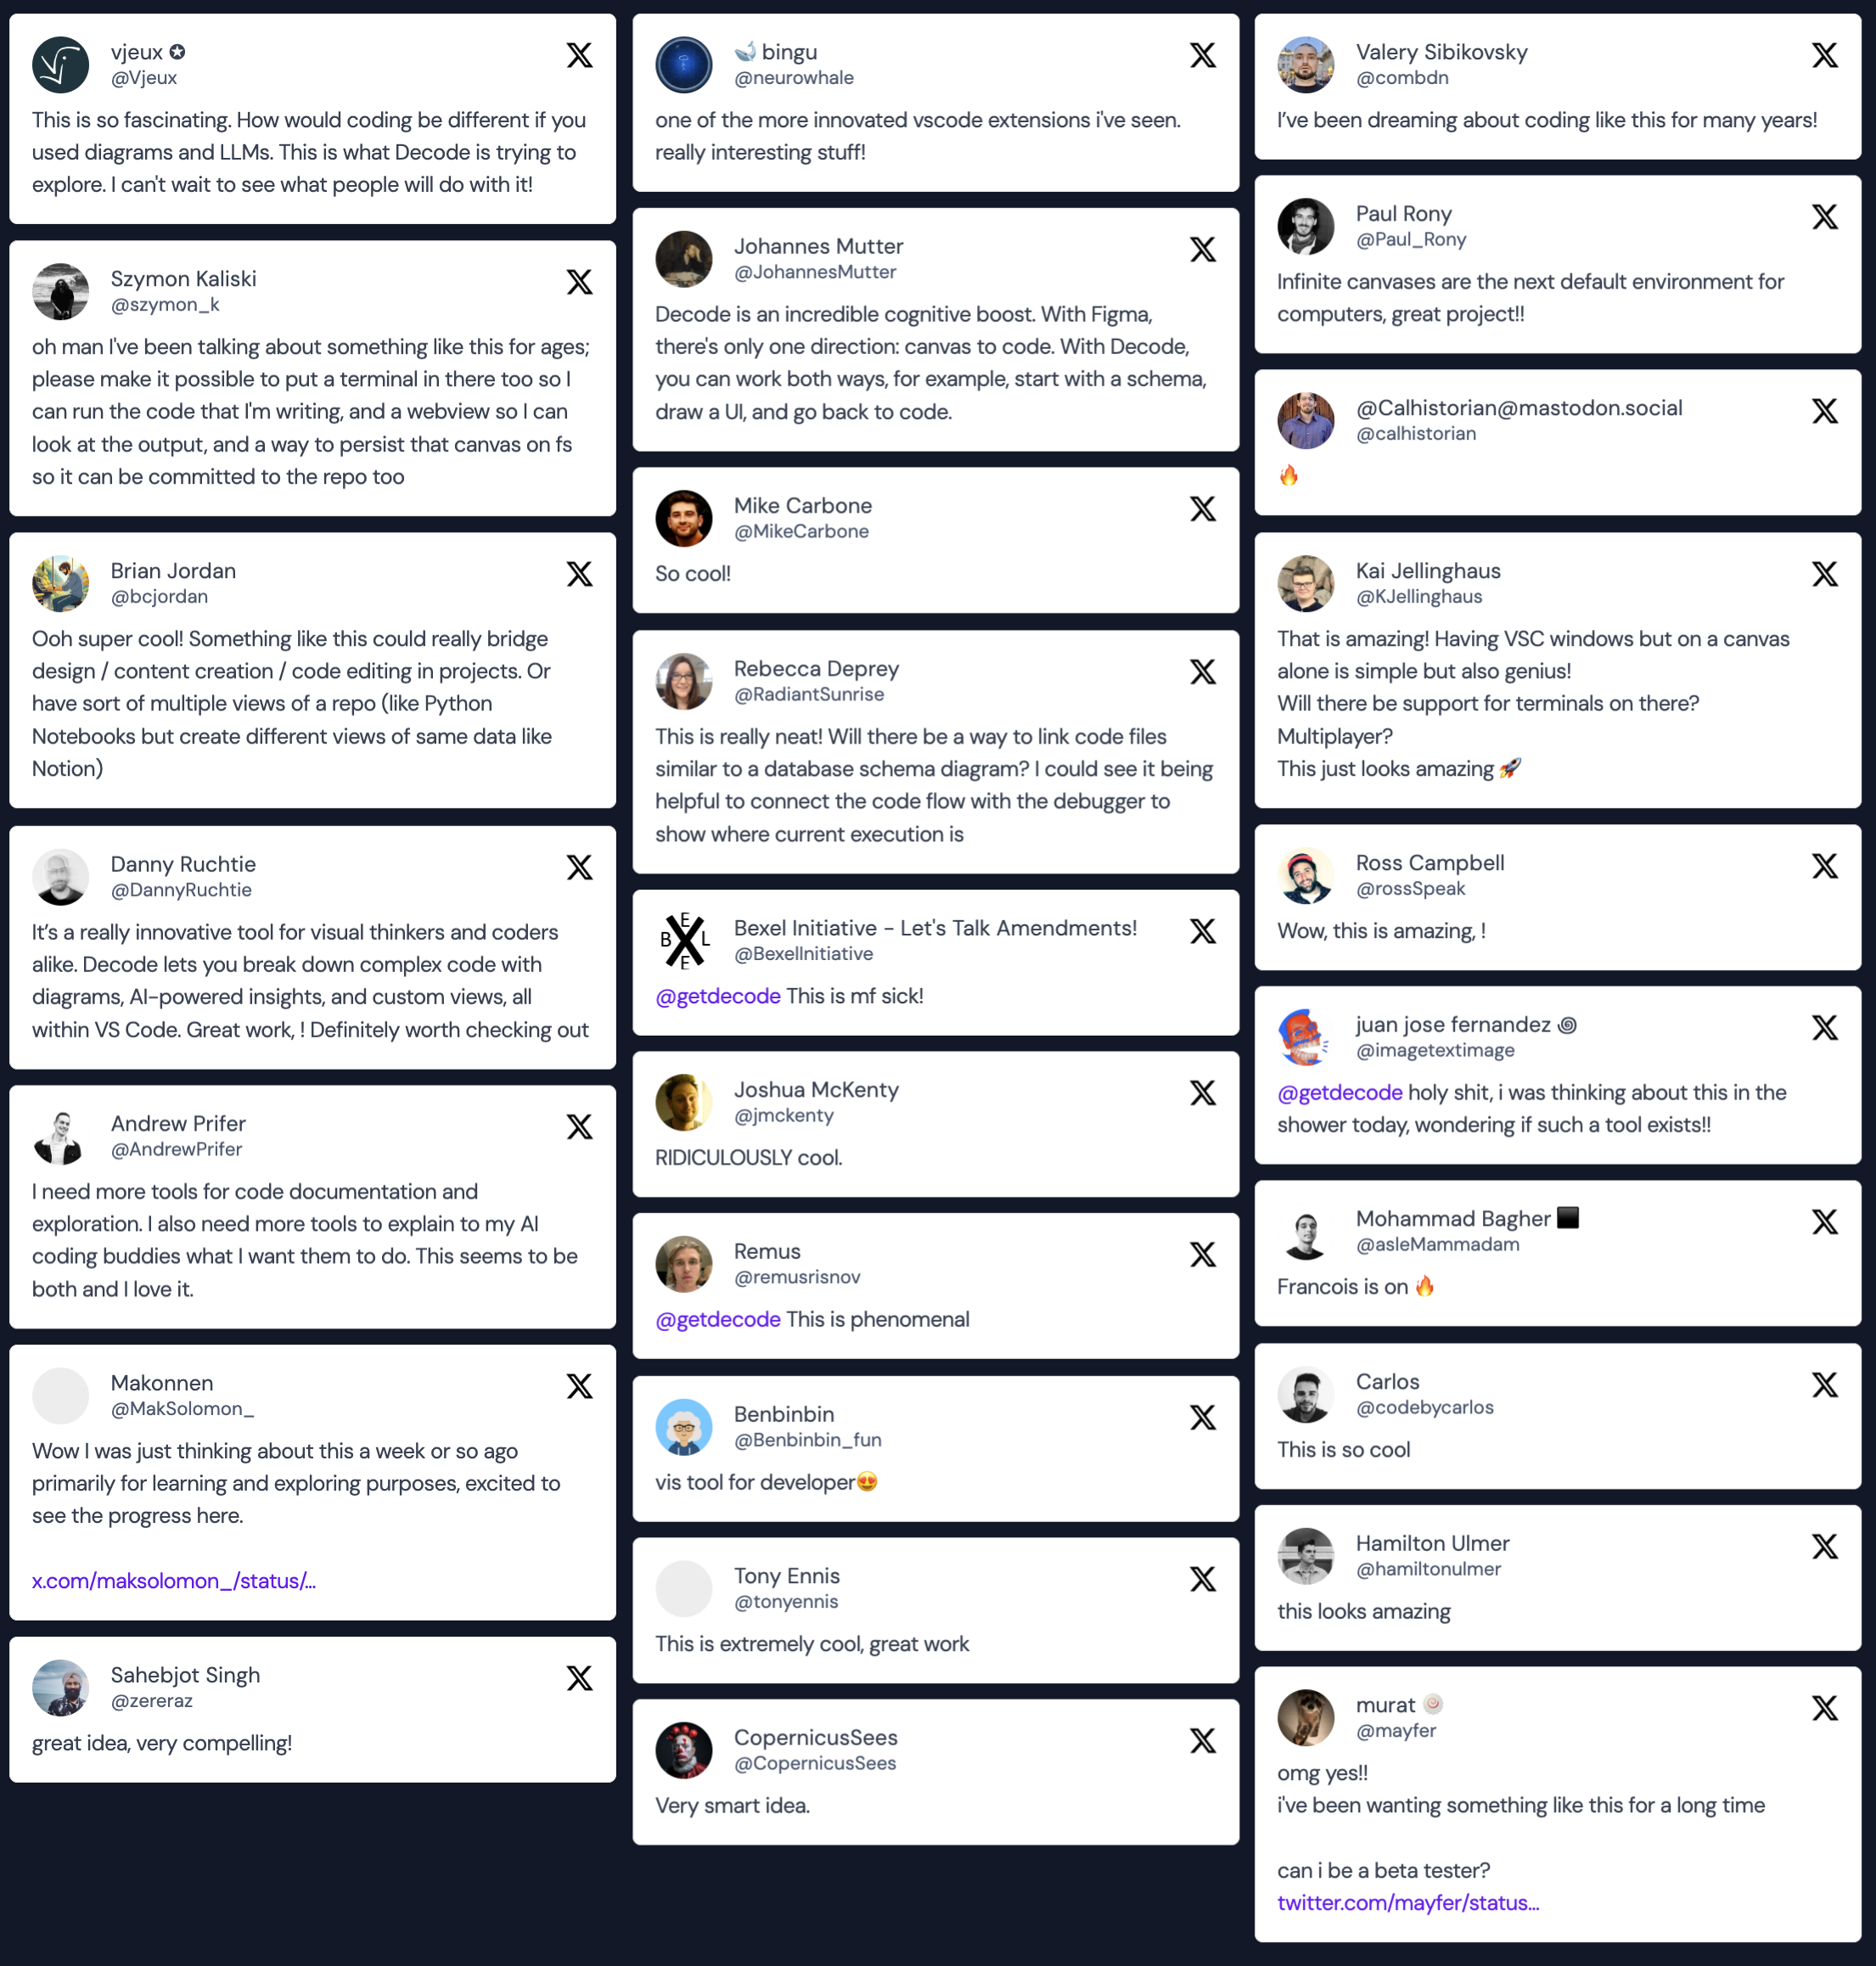 vjeux ✪
@Vjeux
This is so fascinating. How would coding be different if you
used diagrams and LLMs. This is what Decode is trying to
explore. I can't wait to see what people will do with it!
Szymon Kaliski
@szymon_k
oh man I've been talking about something like this for ages;
please make it possible to put a terminal in there too so I
can run the code that I'm writing, and a webview so I can
look at the output, and a way to persist that canvas on fs
so it can be committed to the repo too
Brian Jordan
@bcjordan
Ooh super cool! Something like this could really bridge
design / content creation / code editing in projects. Or
have sort of multiple views of a repo (like Python
Notebooks but create different views of same data like
Notion)
Danny Ruchtie
@DannyRuchtie
It’s a really innovative tool for visual thinkers and coders
alike. Decode lets you break down complex code with
diagrams, AI-powered insights, and custom views, all
within VS Code. Great work, ! Definitely worth checking out
Andrew Prifer
@AndrewPrifer
I need more tools for code documentation and
exploration. I also need more tools to explain to my AI
coding buddies what I want them to do. This seems to be
both and I love it.
Makonnen
@MakSolomon_
Wow I was just thinking about this a week or so ago
primarily for learning and exploring purposes, excited to
see the progress here.
x.com/maksolomon_/status/…
Sahebjot Singh
@zereraz
great idea, very compelling!
🐋 bingu
@neurowhale
one of the more innovated vscode extensions i've seen.
really interesting stuff!
Johannes Mutter
@JohannesMutter
Decode is an incredible cognitive boost. With Figma,
there's only one direction: canvas to code. With Decode,
you can work both ways, for example, start with a schema,
draw a UI, and go back to code.
Mike Carbone
@MikeCarbone
So cool!
Rebecca Deprey
@RadiantSunrise
This is really neat! Will there be a way to link code files
similar to a database schema diagram? I could see it being
helpful to connect the code flow with the debugger to
show where current execution is
E
B X L
E
Bexel Initiative - Let's Talk Amendments!
@BexelInitiative
@getdecode This is mf sick!
Joshua McKenty
@jmckenty
RIDICULOUSLY cool.
Remus
@remusrisnov
@getdecode This is phenomenal
Benbinbin
@Benbinbin_fun
vis tool for developer😍
Tony Ennis
@tonyennis
This is extremely cool, great work
CopernicusSees
@CopernicusSees
Very smart idea.
Valery Sibikovsky
@combdn
I’ve been dreaming about coding like this for many years!
Paul Rony
@Paul_Rony
Infinite canvases are the next default environment for
computers, great project!!
@Calhistorian@mastodon.social
@calhistorian
🔥
Kai Jellinghaus
@KJellinghaus
That is amazing! Having VSC windows but on a canvas
alone is simple but also genius!
Will there be support for terminals on there?
Multiplayer?
This just looks amazing 🚀
Ross Campbell
@rossSpeak
Wow, this is amazing, !
juan jose fernandez 🌀
@imagetextimage
@getdecode holy shit, i was thinking about this in the
shower today, wondering if such a tool exists!!
Mohammad Bagher ⬛
@asleMammadam
Francois is on 🔥
Carlos
@codebycarlos
This is so cool
Hamilton Ulmer
@hamiltonulmer
this looks amazing
murat 🍥
@mayfer
omg yes!!
i've been wanting something like this for a long time
can i be a beta tester?
twitter.com/mayfer/status…